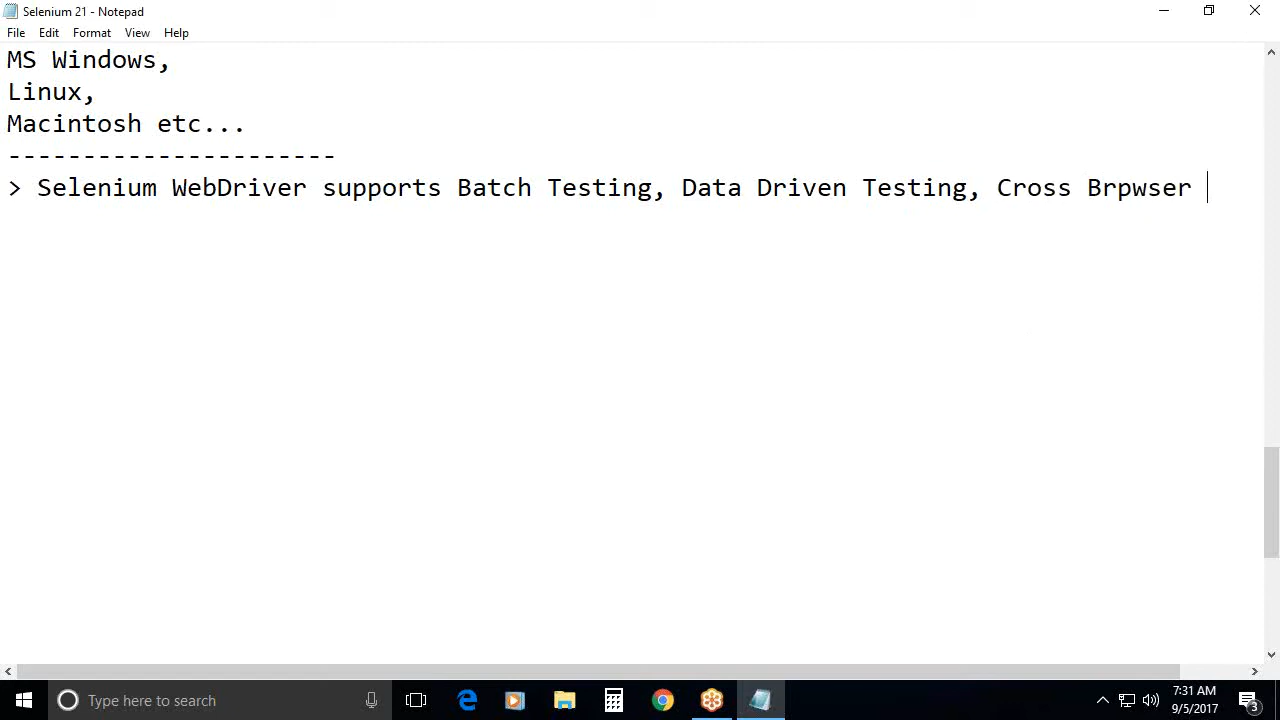 Selenium 21 - Notepad
File Edit Format View Help
MS Windows,
Linux,
Macintosh etc...
----------------------
> Selenium WebDriver supports Batch Testing, Data Driven Testing, Cross Brpwser
Type here to search
7:31 AM
9/5/2017
3